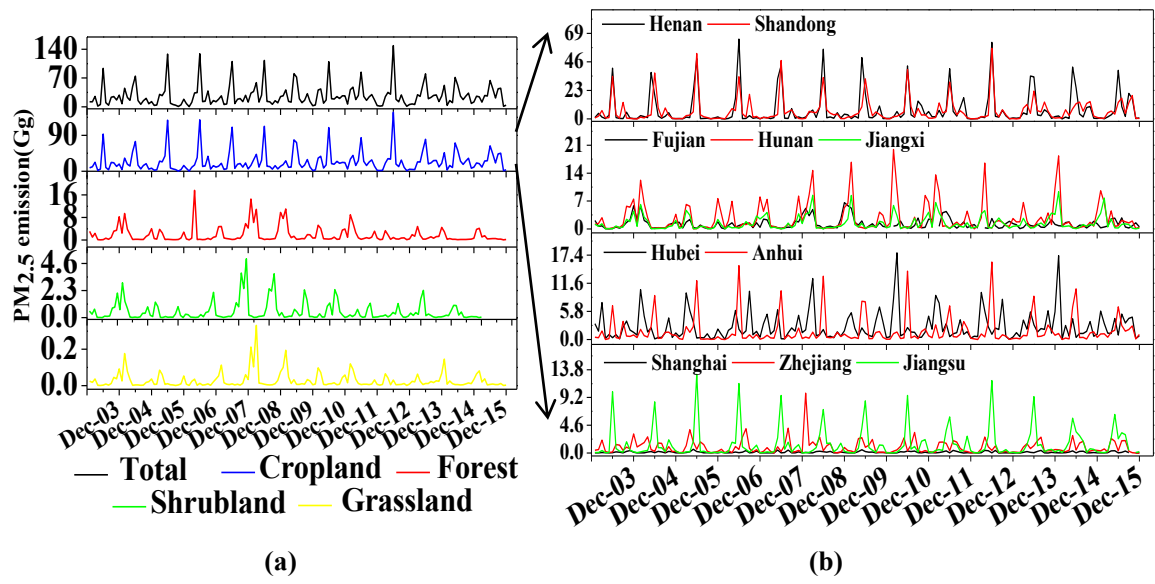 PM2.5 emission(Gg)
140
70
0
90
0
16
8
0
4.6
2.3
0.0
0.2
0.0
Dec-03 Dec-04 Dec-05 Dec-06 Dec-07 Dec-08 Dec-09 Dec-10 Dec-11 Dec-12 Dec-13 Dec-14 Dec-15
Total Cropland Forest
Shrubland Grassland
(a)
Henan Shandong
69
46
23
0
Fujian Hunan Jiangxi
21
14
7
0
Hubei Anhui
17.4
11.6
5.8
0.0
Shanghai Zhejiang Jiangsu
13.8
9.2
4.6
0.0
Dec-03 Dec-04 Dec-05 Dec-06 Dec-07 Dec-08 Dec-09 Dec-10 Dec-11 Dec-12 Dec-13 Dec-14 Dec-15
(b)